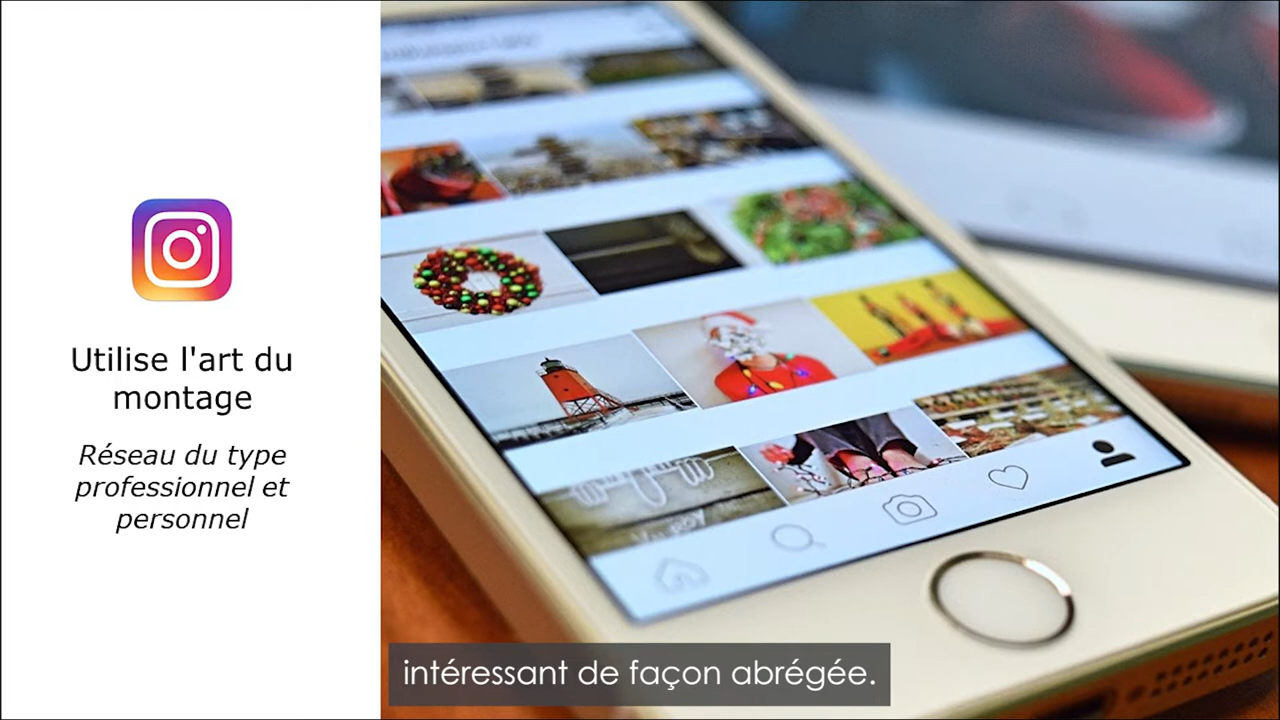 Utilise l'art du
montage
Réseau du type
professionnel et
personnel
intéressant de façon abrégée.